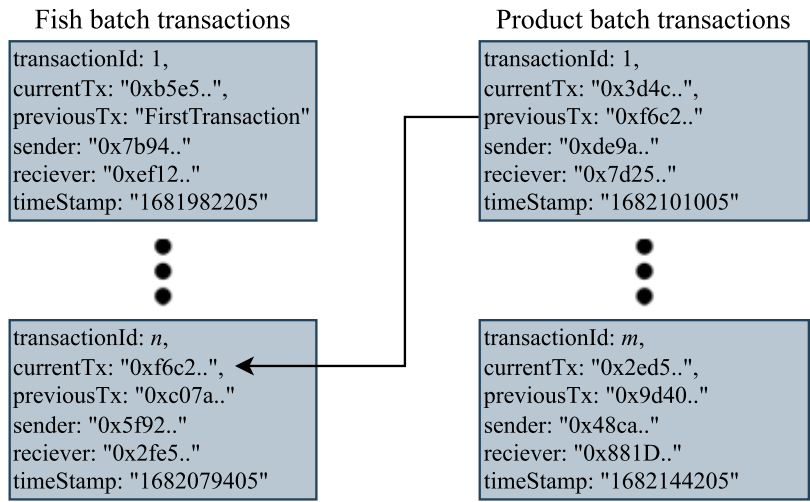 Fish batch transactions
transactionId: 1,
currentTx: "0xb5e5..",
previousTx: "FirstTransaction"
sender: "0x7b94.."
reciever: "0xef12.."
timeStamp: "1681982205"
transactionId: n,
currentTx: "0xf6c2..",
previousTx: "0xc07a.."
sender: "0x5f92.."
reciever: "0x2fe5.."
timeStamp: "1682079405"
Product batch transactions
transactionId: 1,
currentTx: "0x3d4c..",
previousTx: "0xf6c2.."
sender: "0xde9a.."
reciever: "0x7d25.."
timeStamp: "1682101005"
transactionId: m,
currentTx: "0x2ed5..",
previousTx: "0x9d40.."
sender: "0x48ca.."
reciever: "0x881D.."
timeStamp: "1682144205"